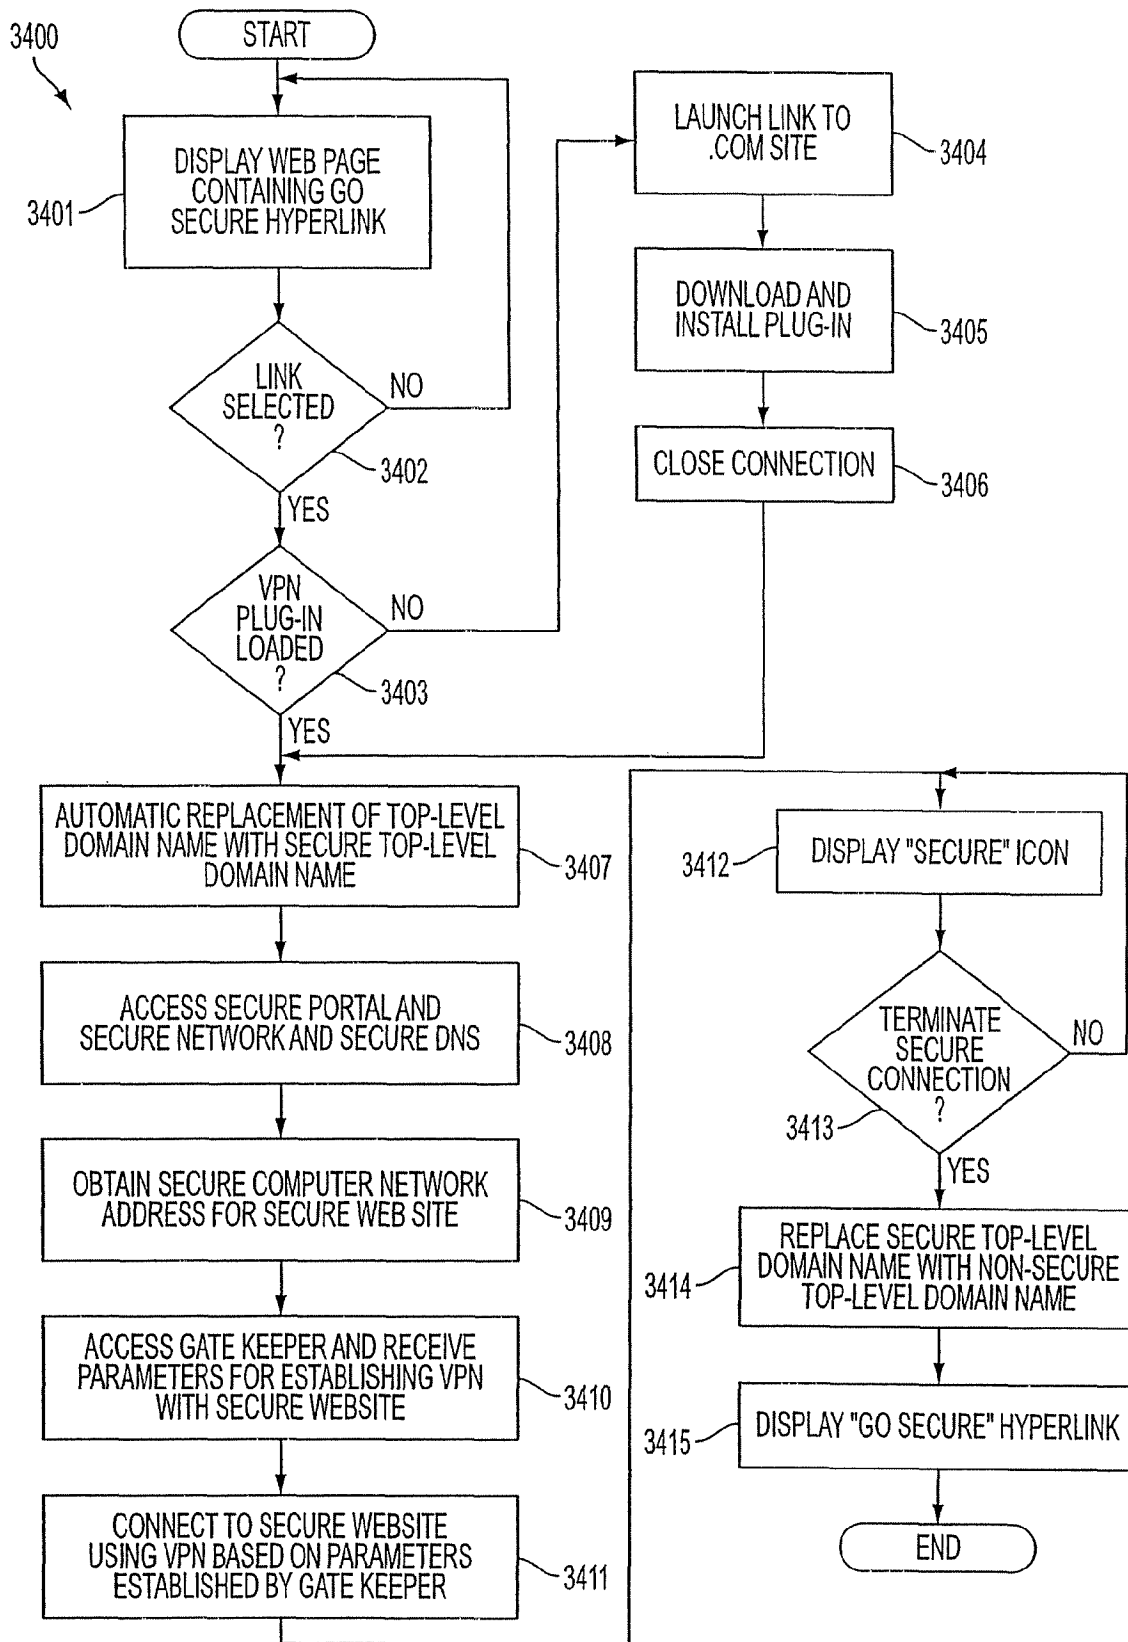 3400
START
3401
DISPLAY WEB PAGE
CONTAINING GO
SECURE HYPERLINK
LINK
SELECTED
?
NO
3402
YES
VPN
PLUG-IN
LOADED
?
NO
3403
YES
LAUNCH LINK TO
.COM SITE
3404
DOWNLOAD AND
INSTALL PLUG-IN
3405
CLOSE CONNECTION
3406
AUTOMATIC REPLACEMENT OF TOP-LEVEL
DOMAIN NAME WITH SECURE TOP-LEVEL
DOMAIN NAME
3407
ACCESS SECURE PORTAL AND
SECURE NETWORK AND SECURE DNS
3408
OBTAIN SECURE COMPUTER NETWORK
ADDRESS FOR SECURE WEB SITE
3409
ACCESS GATE KEEPER AND RECEIVE
PARAMETERS FOR ESTABLISHING VPN
WITH SECURE WEBSITE
3410
CONNECT TO SECURE WEBSITE
USING VPN BASED ON PARAMETERS
ESTABLISHED BY GATE KEEPER
3411
3412
DISPLAY "SECURE" ICON
TERMINATE
SECURE
CONNECTION
?
NO
3413
YES
REPLACE SECURE TOP-LEVEL
DOMAIN NAME WITH NON-SECURE
TOP-LEVEL DOMAIN NAME
3414
DISPLAY "GO SECURE" HYPERLINK
3415
END